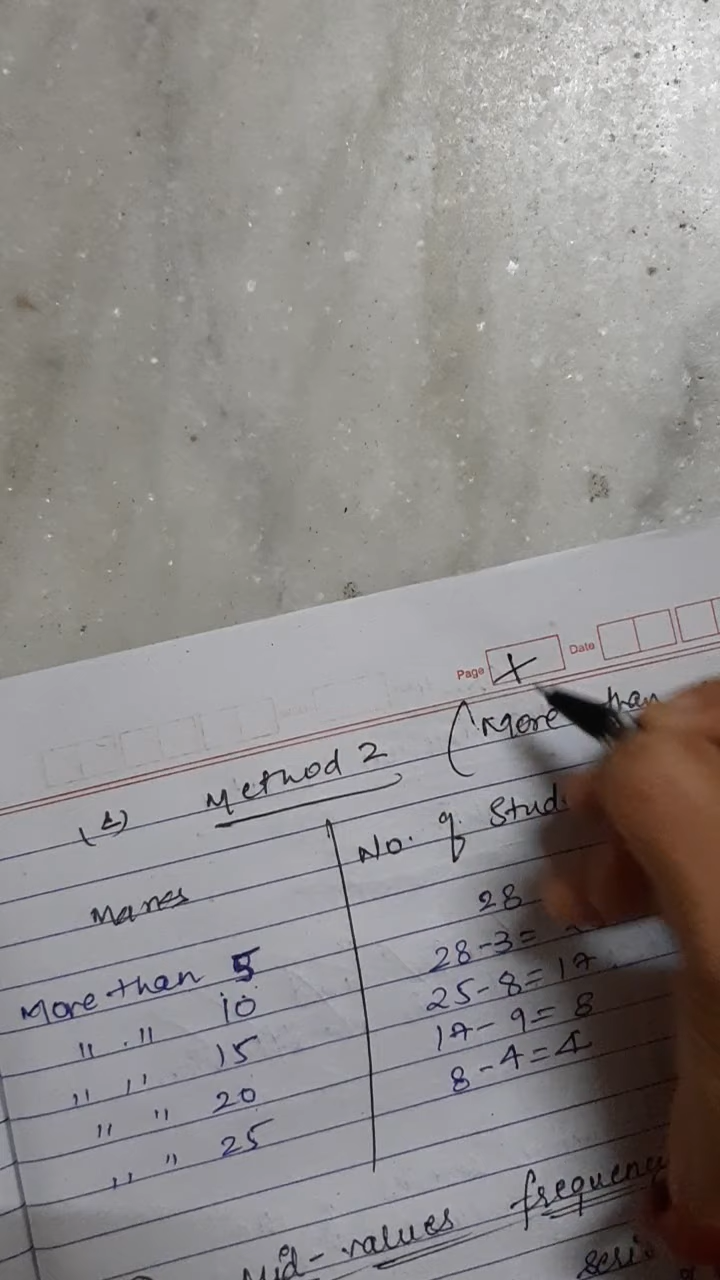 Page X Date
(2) Method 2 (More than
Marks No. of Stud
More than 5 28
" " 10 28-3=
" " 15 25-8=17
" " 20 17-9=8
" " 25 8-4=4
Mid-values frequency
seri